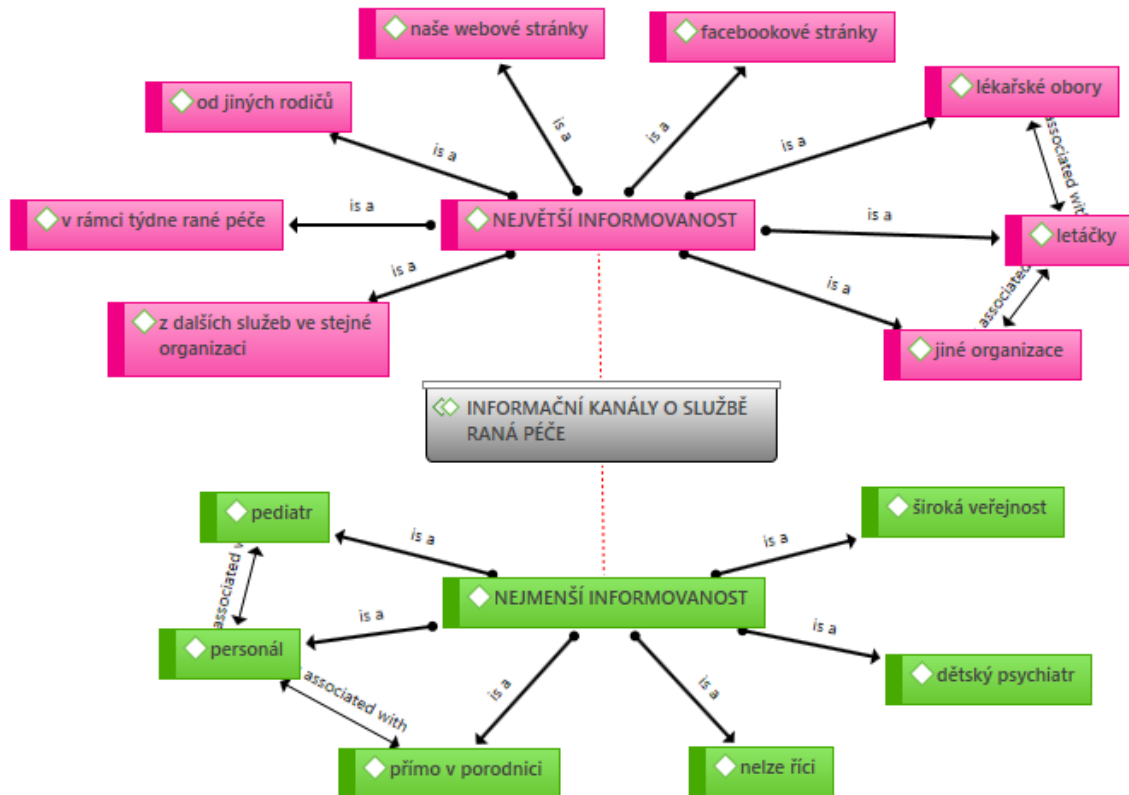 naše webové stránky
facebookové stránky
od jiných rodičů
lékařské obory
is a
is a
is a
is a
associated with
v rámci týdne rané péče
is a
NEJVĚTŠÍ INFORMOVANOST
is a
letáčky
z dalších služeb ve stejné
organizaci
is a
is a
associated
jiné organizace
INFORMAČNÍ KANÁLY O SLUŽBĚ
RANÁ PÉČE
pediatr
široká veřejnost
is a
is a
associated
NEJMENŠÍ INFORMOVANOST
personál
is a
is a
dětský psychiatr
associated with
is a
is a
přímo v porodnici
nelze říci